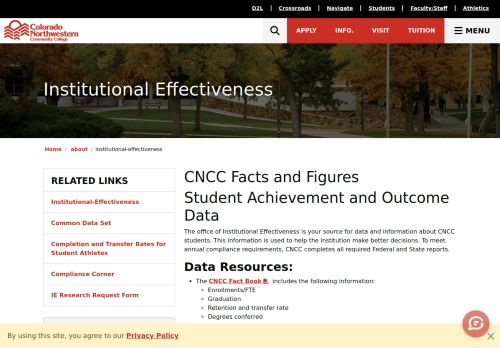 D2L | Crossroads | Navigate | Students | Faculty/Staff | Athletics
Colorado
Northwestern
Community College
APPLY INFO. VISIT TUITION MENU
Institutional Effectiveness
Home / about / institutional-effectiveness
RELATED LINKS
Institutional-Effectiveness
Common Data Set
Completion and Transfer Rates for
Student Athletes
Compliance Corner
IE Research Request Form
CNCC Facts and Figures
Student Achievement and Outcome
Data
The office of Institutional Effectiveness is your source for data and information about CNCC
students. This information is used to help the institution make better decisions. To meet
annual compliance requirements, CNCC completes all required Federal and State reports.
Data Resources:
• The CNCC Fact Book includes the following information:
◦ Enrollments/FTE
◦ Graduation
◦ Retention and transfer rate
◦ Degrees conferred
By using this site, you agree to our Privacy Policy ×